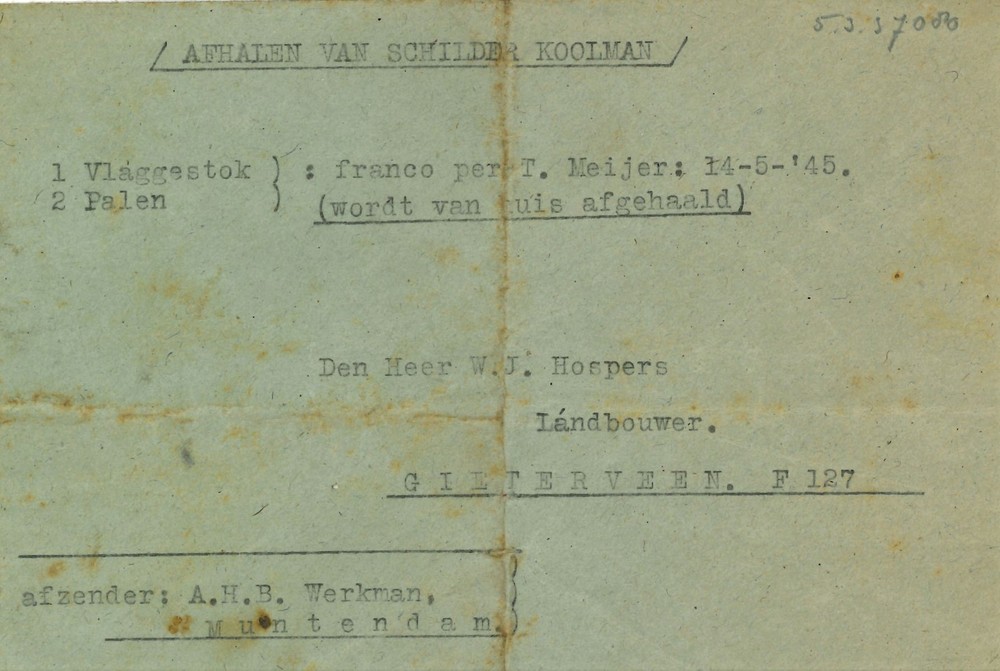 5.3.37080
/ AFHALEN VAN SCHILDER KOOLMAN /
1 Vlaggestok } : franco per T. Meijer: 14-5-'45.
2 Palen (wordt van huis afgehaald)
Den Heer W.J. Hospers
Lándbouwer.
G I L T E R V E E N. F 127
afzender: A.H.B. Werkman,
M u n t e n d a m.